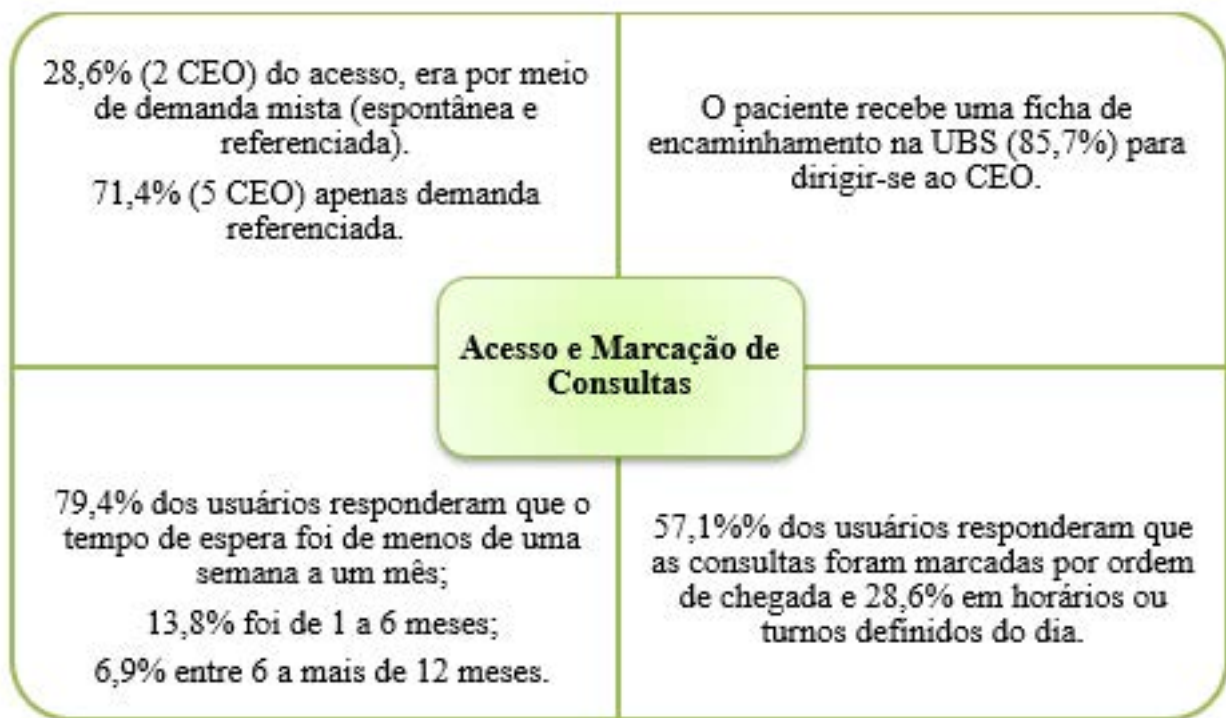 28,6% (2 CEO) do acesso, era por meio
de demanda mista (espontânea e
referenciada).
71,4% (5 CEO) apenas demanda
referenciada.
O paciente recebe uma ficha de
encaminhamento na UBS (85,7%) para
dirigir-se ao CEO.
Acesso e Marcação de
Consultas
79,4% dos usuários responderam que o
tempo de espera foi de menos de uma
semana a um mês;
13,8% foi de 1 a 6 meses;
6,9% entre 6 a mais de 12 meses.
57,1%% dos usuários responderam que
as consultas foram marcadas por ordem
de chegada e 28,6% em horários ou
turnos definidos do dia.